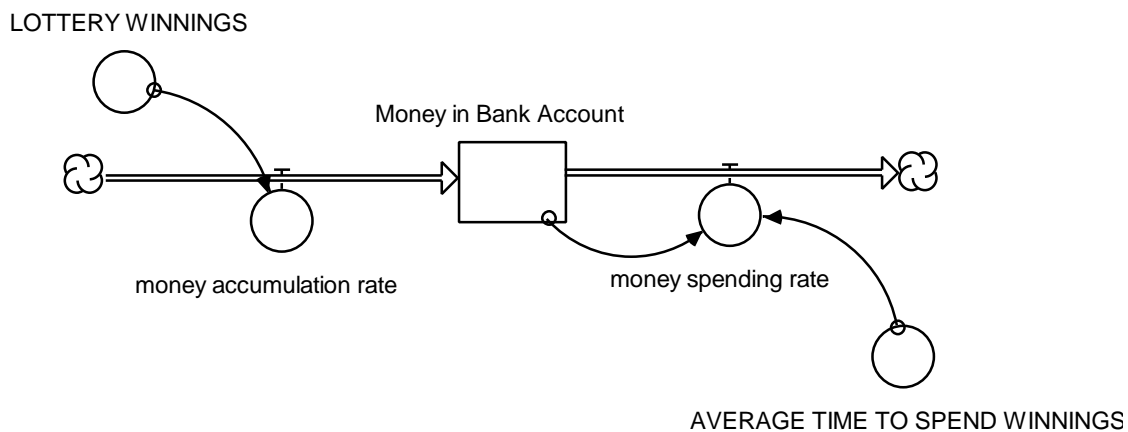 LOTTERY WINNINGS
Money in Bank Account
money accumulation rate
money spending rate
AVERAGE TIME TO SPEND WINNINGS